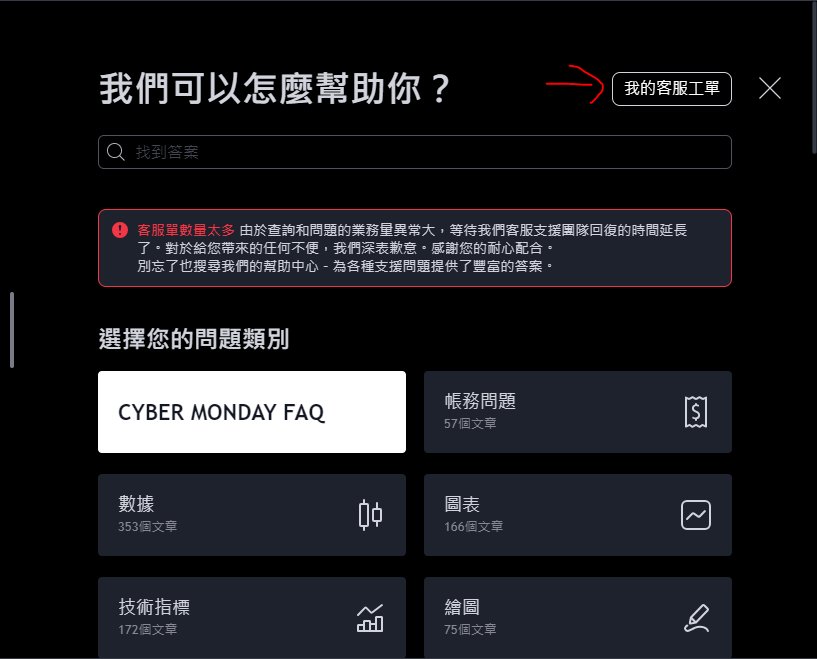 我們可以怎麼幫助你？
我的客服工單
找到答案
客服單數量太多 由於查詢和問題的業務量異常大，等待我們客服支援團隊回復的時間延長
了。對於給您帶來的任何不便，我們深表歉意。感謝您的耐心配合。
別忘了也搜尋我們的幫助中心 - 為各種支援問題提供了豐富的答案。
選擇您的問題類別
CYBER MONDAY FAQ
帳務問題
57個文章
數據
353個文章
圖表
166個文章
技術指標
172個文章
繪圖
75個文章